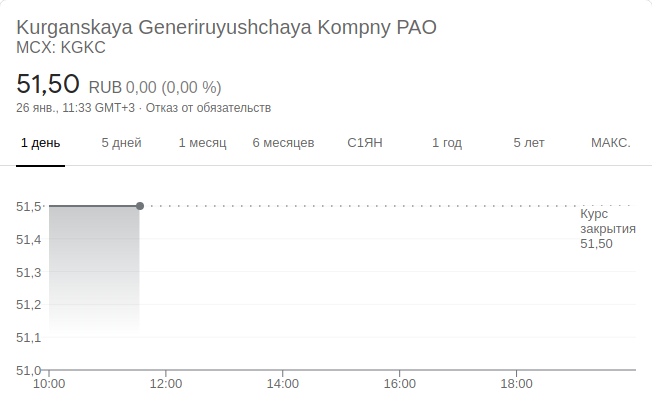 Kurganskaya Generiruyushchaya Kompny PAO
MCX: KGKC
51,50 RUB 0,00 (0,00 %)
26 янв., 11:33 GMT+3 · Отказ от обязательств
1 день 5 дней 1 месяц 6 месяцев С1ЯН 1 год 5 лет МАКС.
51,5
Курс
закрытия
51,50
51,4
51,3
51,2
51,1
51,0
10:00 12:00 14:00 16:00 18:00